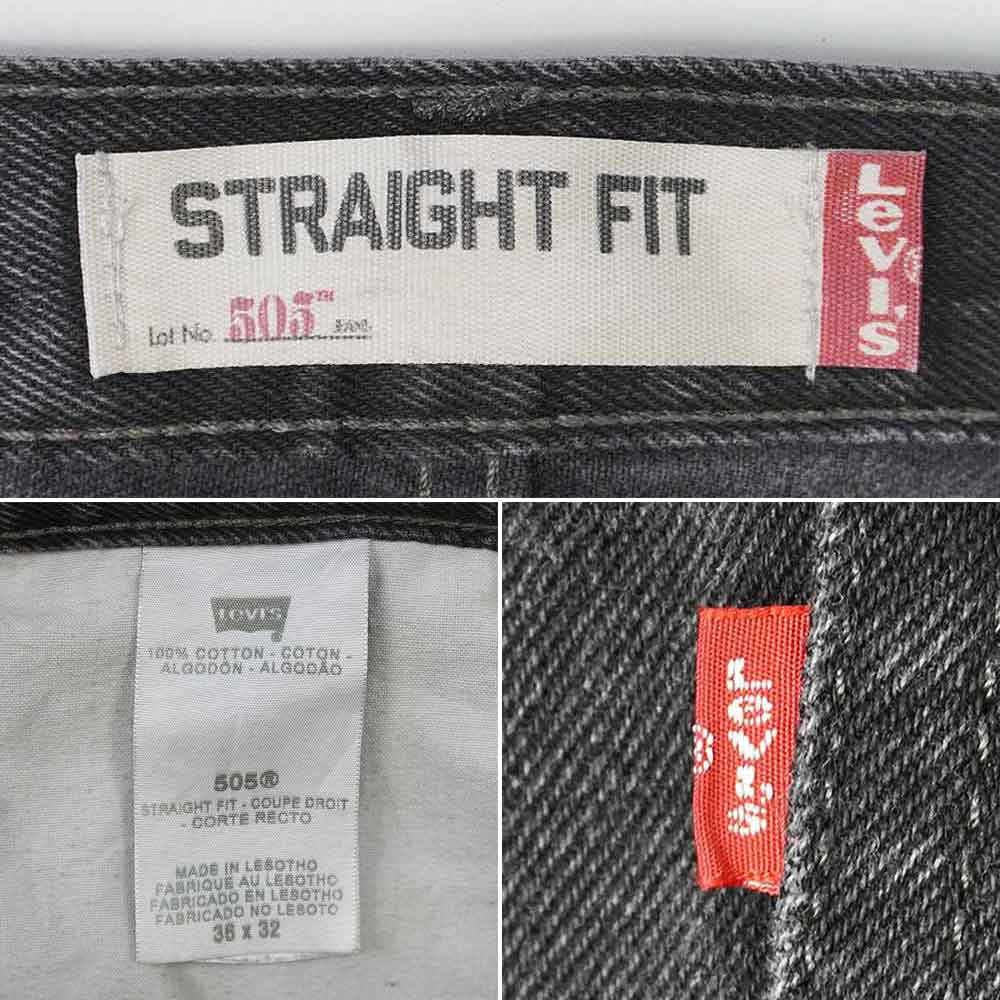 STRAIGHT FIT
Lot No. 505™
LEVI'S®
Levi's
100% COTTON - COTON -
ALGODÓN - ALGODÃO
505®
STRAIGHT FIT - COUPE DROIT
- CORTE RECTO
MADE IN LESOTHO
FABRIQUE AU LESOTHO
FABRICADO EN LESOTHO
FABRICADO NO LESOTO
36 x 32
LEVI'S®